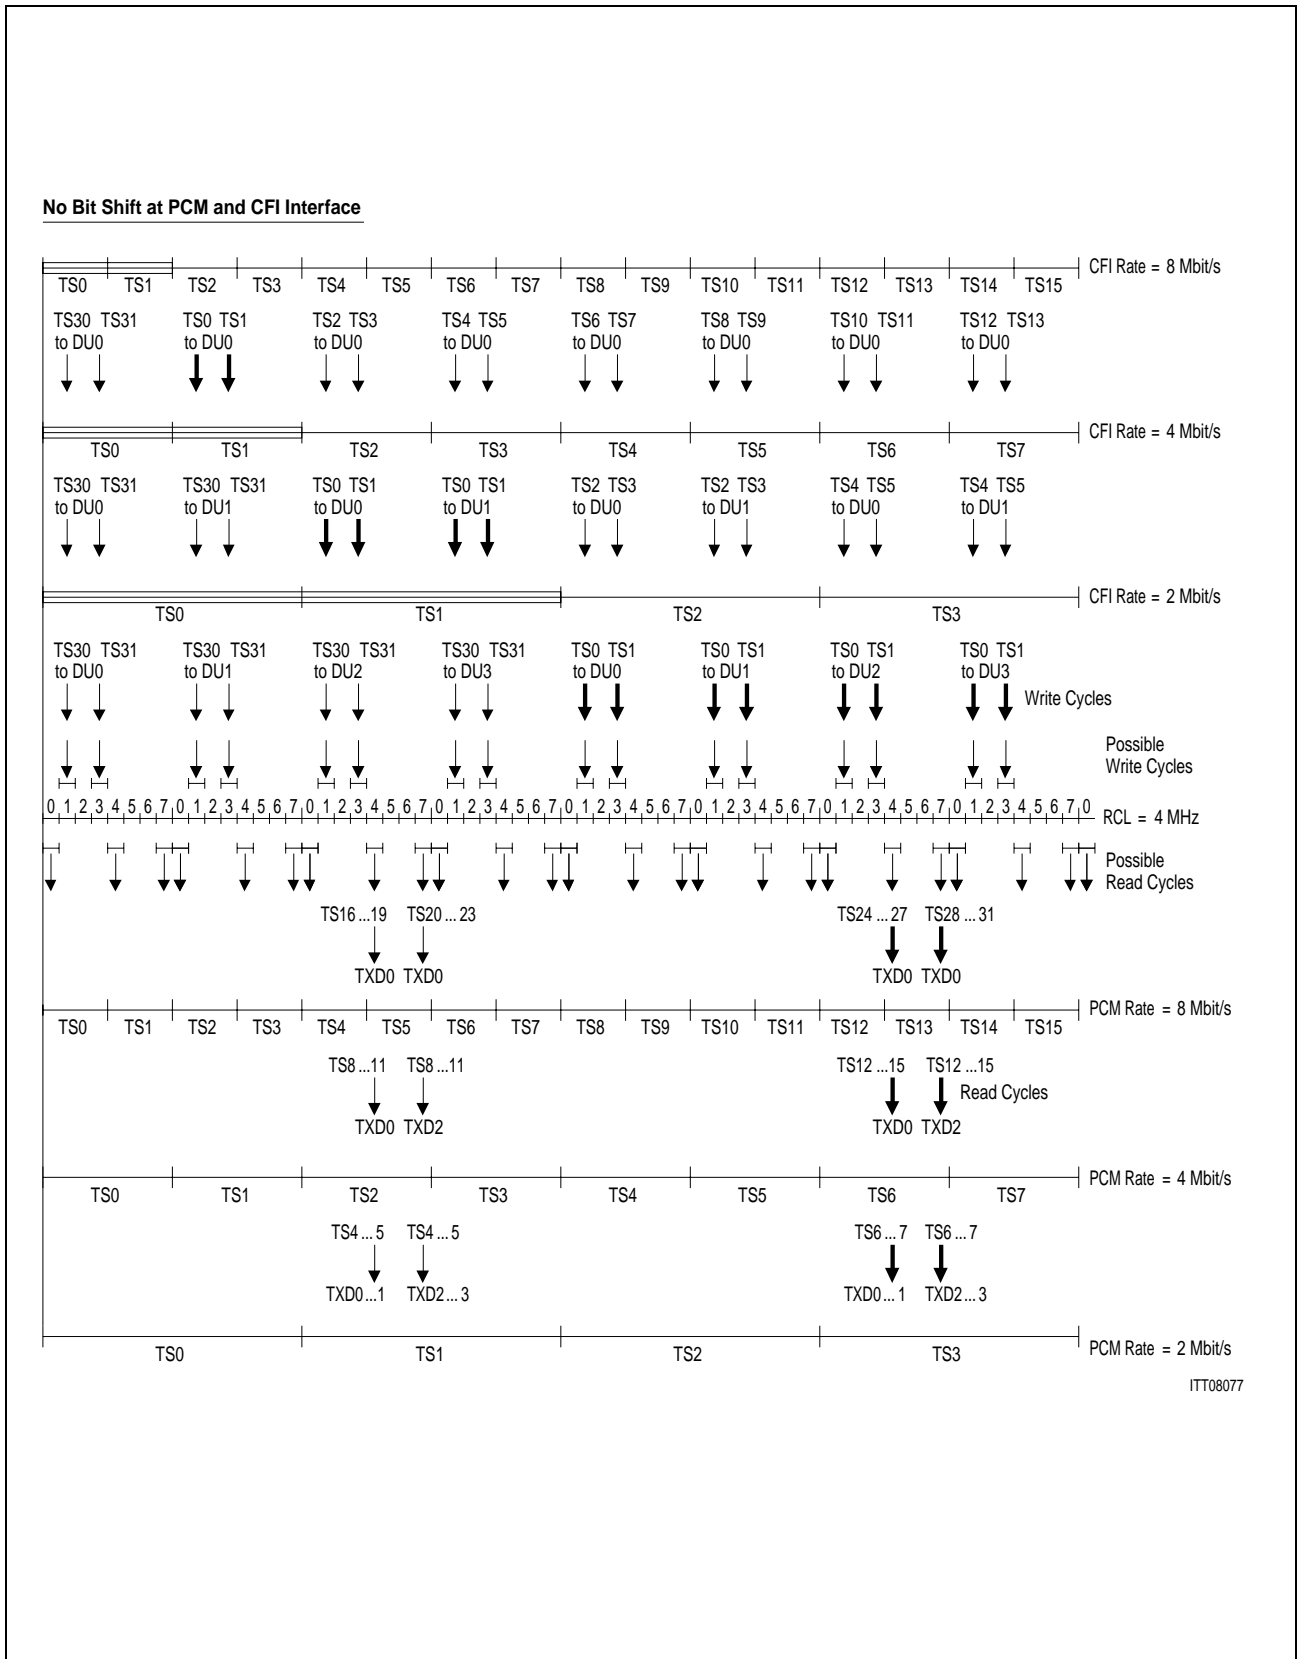 No Bit Shift at PCM and CFI Interface
CFI Rate = 8 Mbit/s
TS0 TS1 TS2 TS3 TS4 TS5 TS6 TS7 TS8 TS9 TS10 TS11 TS12 TS13 TS14 TS15
TS30 TS31 TS0 TS1 TS2 TS3 TS4 TS5 TS6 TS7 TS8 TS9 TS10 TS11 TS12 TS13
to DU0 to DU0 to DU0 to DU0 to DU0 to DU0 to DU0 to DU0
CFI Rate = 4 Mbit/s
TS0 TS1 TS2 TS3 TS4 TS5 TS6 TS7
TS30 TS31 TS30 TS31 TS0 TS1 TS0 TS1 TS2 TS3 TS2 TS3 TS4 TS5 TS4 TS5
to DU0 to DU1 to DU0 to DU1 to DU0 to DU1 to DU0 to DU1
CFI Rate = 2 Mbit/s
TS0 TS1 TS2 TS3
TS30 TS31 TS30 TS31 TS30 TS31 TS30 TS31 TS0 TS1 TS0 TS1 TS0 TS1 TS0 TS1
to DU0 to DU1 to DU2 to DU3 to DU0 to DU1 to DU2 to DU3
Write Cycles
Possible
Write Cycles
0 1 2 3 4 5 6 7 0 1 2 3 4 5 6 7 0 1 2 3 4 5 6 7 0 1 2 3 4 5 6 7 0 1 2 3 4 5 6 7 0 1 2 3 4 5 6 7 0 1 2 3 4 5 6 7 0 1 2 3 4 5 6 7 0
RCL = 4 MHz
Possible
Read Cycles
TS16 ...19 TS20 ... 23 TS24 ... 27 TS28 ... 31
TXD0 TXD0 TXD0 TXD0
PCM Rate = 8 Mbit/s
TS0 TS1 TS2 TS3 TS4 TS5 TS6 TS7 TS8 TS9 TS10 TS11 TS12 TS13 TS14 TS15
TS8 ...11 TS8 ...11 TS12 ...15 TS12 ...15
Read Cycles
TXD0 TXD2 TXD0 TXD2
PCM Rate = 4 Mbit/s
TS0 TS1 TS2 TS3 TS4 TS5 TS6 TS7
TS4 ... 5 TS4 ... 5 TS6 ... 7 TS6 ... 7
TXD0...1 TXD2... 3 TXD0... 1 TXD2... 3
PCM Rate = 2 Mbit/s
TS0 TS1 TS2 TS3
ITT08077